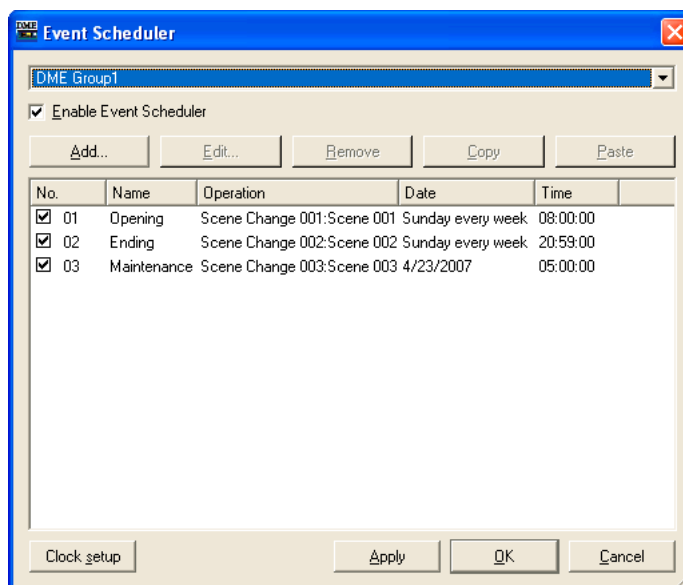 DME
Event Scheduler
DME Group1
Enable Event Scheduler
Add... Edit... Remove Copy Paste
No. Name Operation Date Time
01 Opening Scene Change 001:Scene 001 Sunday every week 08:00:00
02 Ending Scene Change 002:Scene 002 Sunday every week 20:59:00
03 Maintenance Scene Change 003:Scene 003 4/23/2007 05:00:00
Clock setup Apply OK Cancel